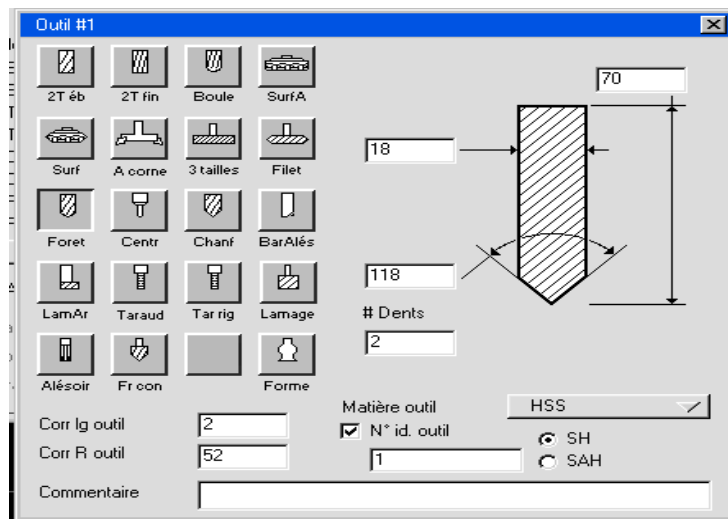 Outil #1
2T éb 2T fin Boule SurfA
70
Surf A corne 3 tailles Filet
18
Foret Centr Chanf BarAlés
118
LamAr Taraud Tar rig Lamage
# Dents
2
Alésoir Fr con Forme
Matière outil HSS
Corr lg outil 2
N° id. outil SH
Corr R outil 52
1 SAH
Commentaire